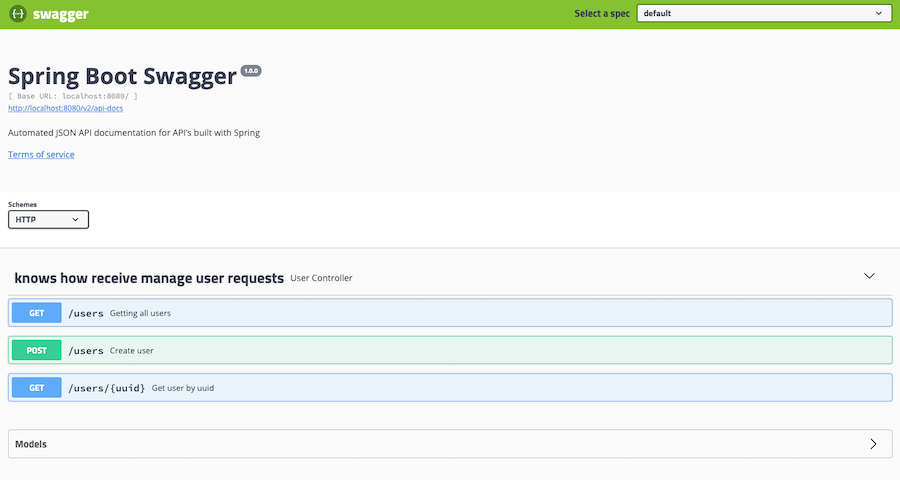 swagger
Select a spec default
Spring Boot Swagger 1.0.0
[ Base URL: localhost:8080/ ]
http://localhost:8080/v2/api-docs
Automated JSON API documentation for API's built with Spring
Terms of service
Schemes
HTTP
knows how receive manage user requests User Controller
GET /users Getting all users
POST /users Create user
GET /users/{uuid} Get user by uuid
Models